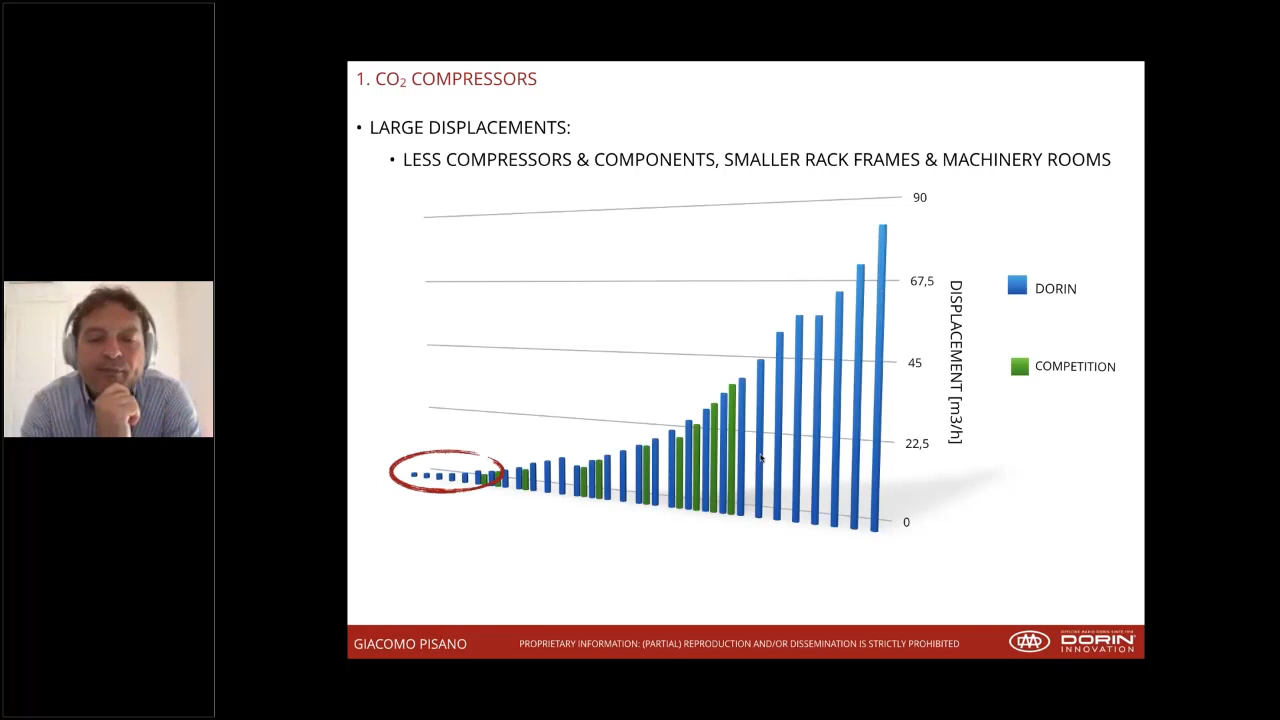 1. CO₂ COMPRESSORS
• LARGE DISPLACEMENTS:
• LESS COMPRESSORS & COMPONENTS, SMALLER RACK FRAMES & MACHINERY ROOMS
90
67,5
45
22,5
0
DISPLACEMENT [m3/h]
DORIN
COMPETITION
GIACOMO PISANO
PROPRIETARY INFORMATION: (PARTIAL) REPRODUCTION AND/OR DISSEMINATION IS STRICTLY PROHIBITED
DORIN
INNOVATION